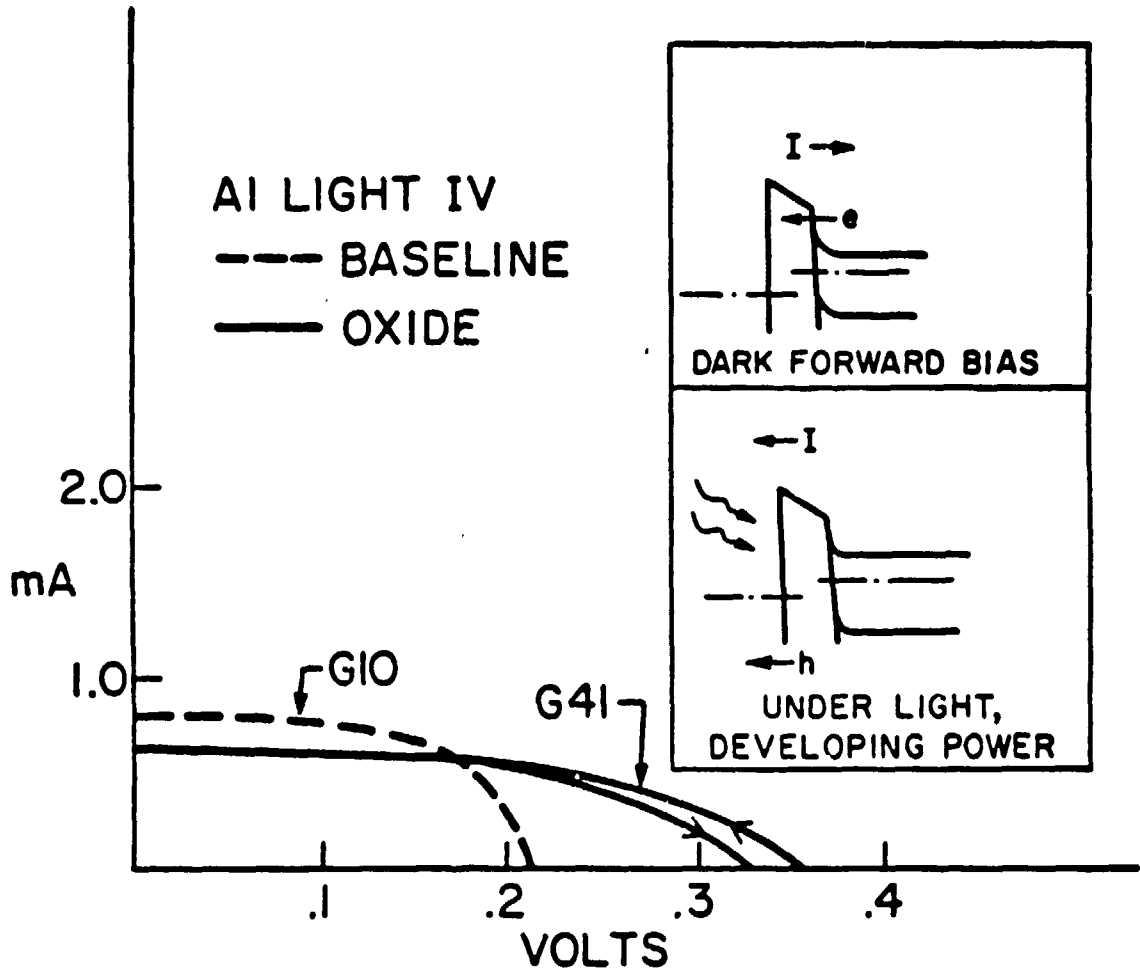 Al LIGHT IV
BASELINE
OXIDE
2.0
mA
1.0
G10
G41
.1
.2
.3
.4
VOLTS
I
e
DARK FORWARD BIAS
I
h
UNDER LIGHT,
DEVELOPING POWER